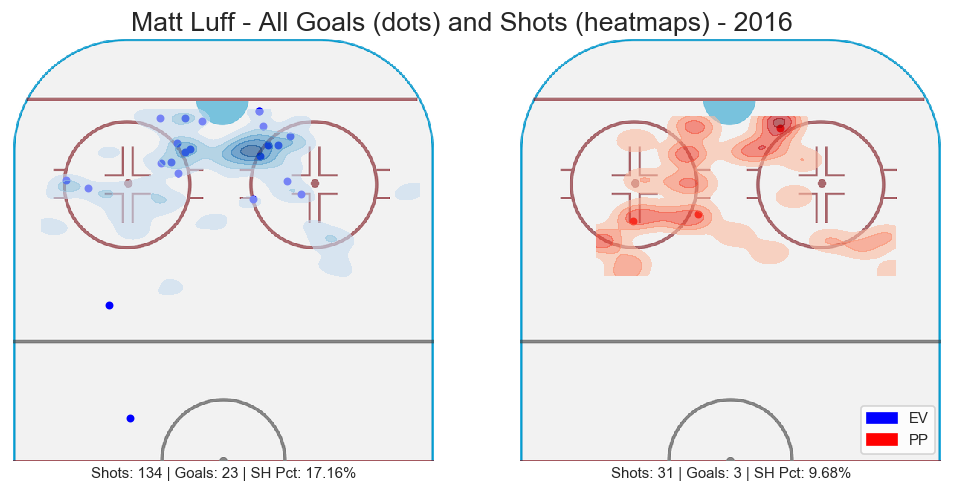 Matt Luff - All Goals (dots) and Shots (heatmaps) - 2016
EV
PP
Shots: 134 | Goals: 23 | SH Pct: 17.16%
Shots: 31 | Goals: 3 | SH Pct: 9.68%